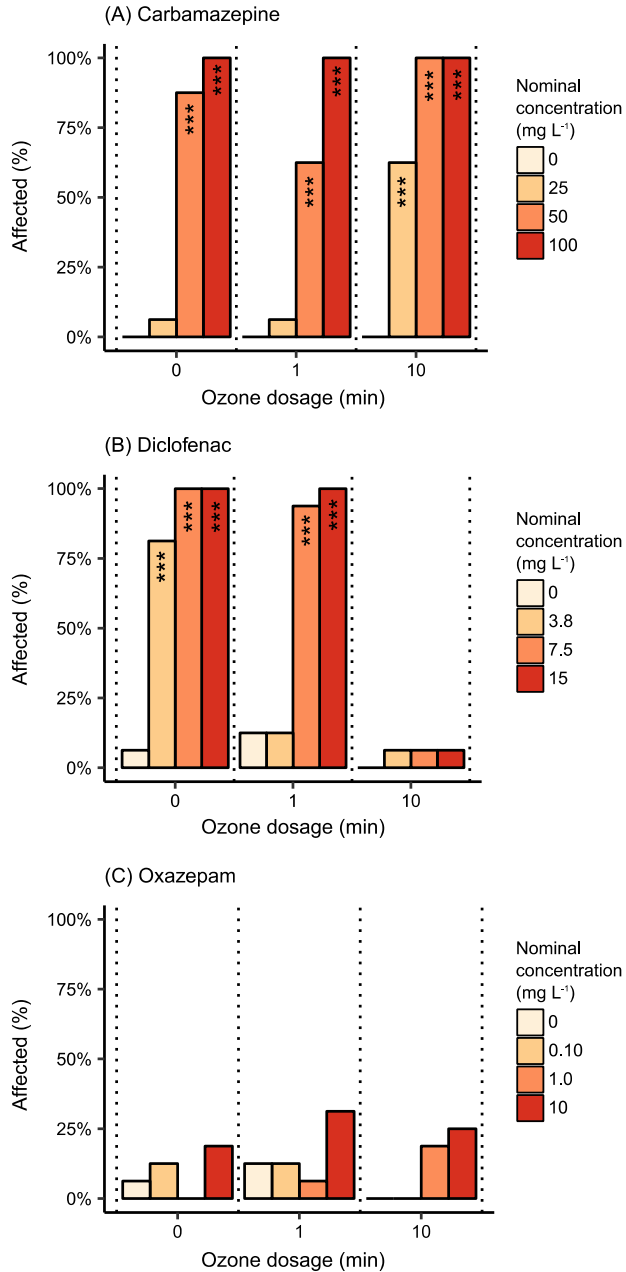 (A) Carbamazepine
100%
75%
50%
25%
0%
Affected (%)
***
***
***
***
***
***
***
0
1
10
Ozone dosage (min)
Nominal
concentration
(mg L⁻¹)
0
25
50
100
(B) Diclofenac
100%
75%
50%
25%
0%
Affected (%)
***
***
***
***
***
0
1
10
Ozone dosage (min)
Nominal
concentration
(mg L⁻¹)
0
3.8
7.5
15
(C) Oxazepam
100%
75%
50%
25%
0%
Affected (%)
0
1
10
Ozone dosage (min)
Nominal
concentration
(mg L⁻¹)
0
0.10
1.0
10